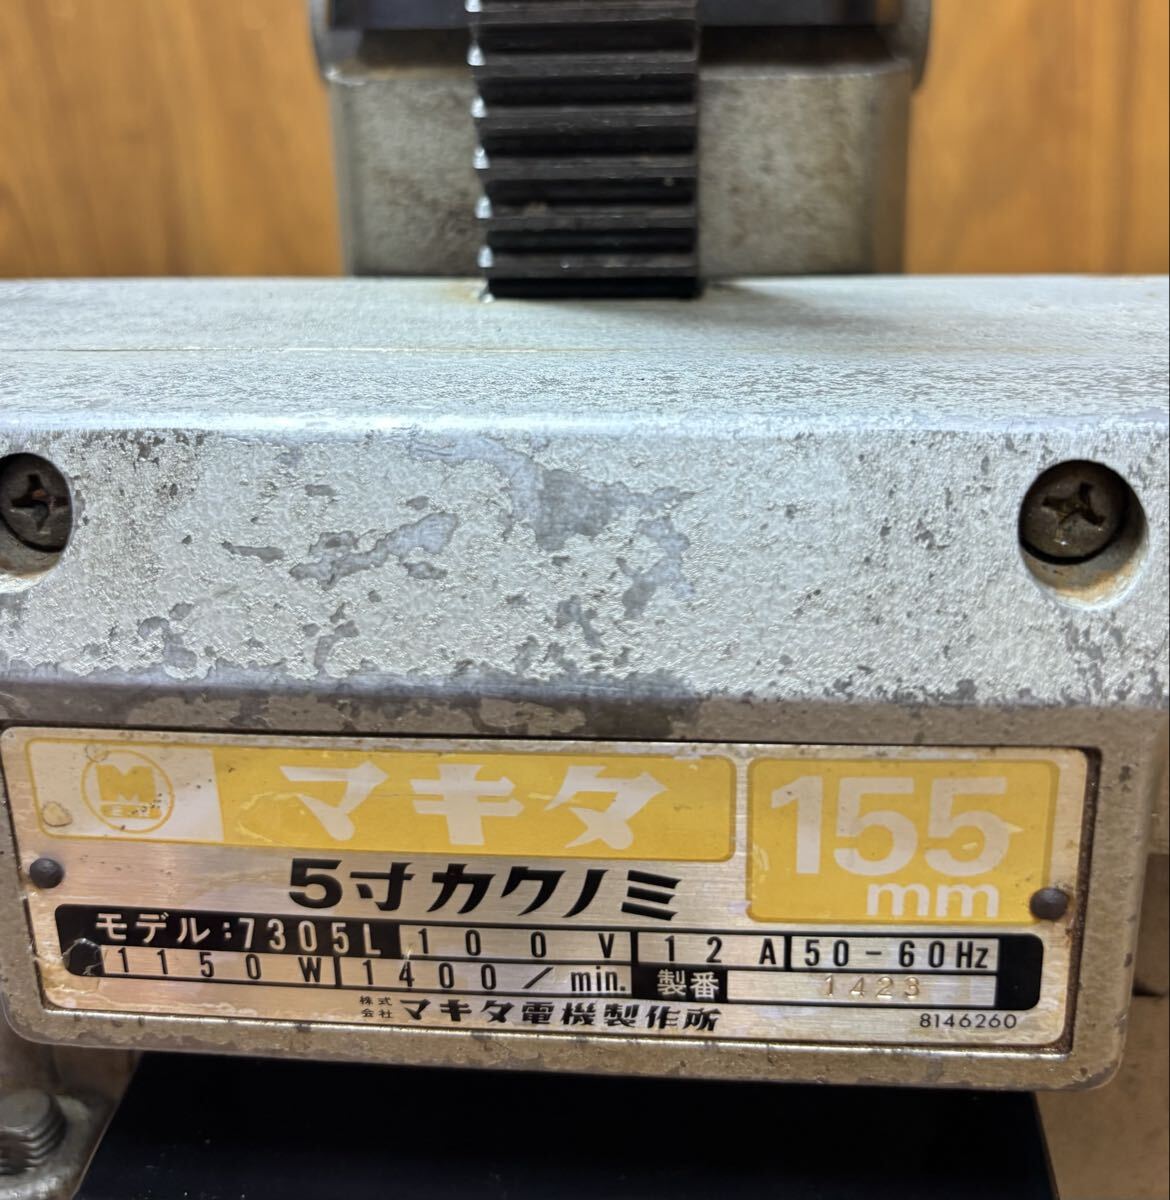 マキタ
155
mm
5寸カクノミ
モデル:7305L 100V 12A 50-60Hz
1150W 1400/min. 製番 1423
株式会社 マキタ電機製作所 8146260